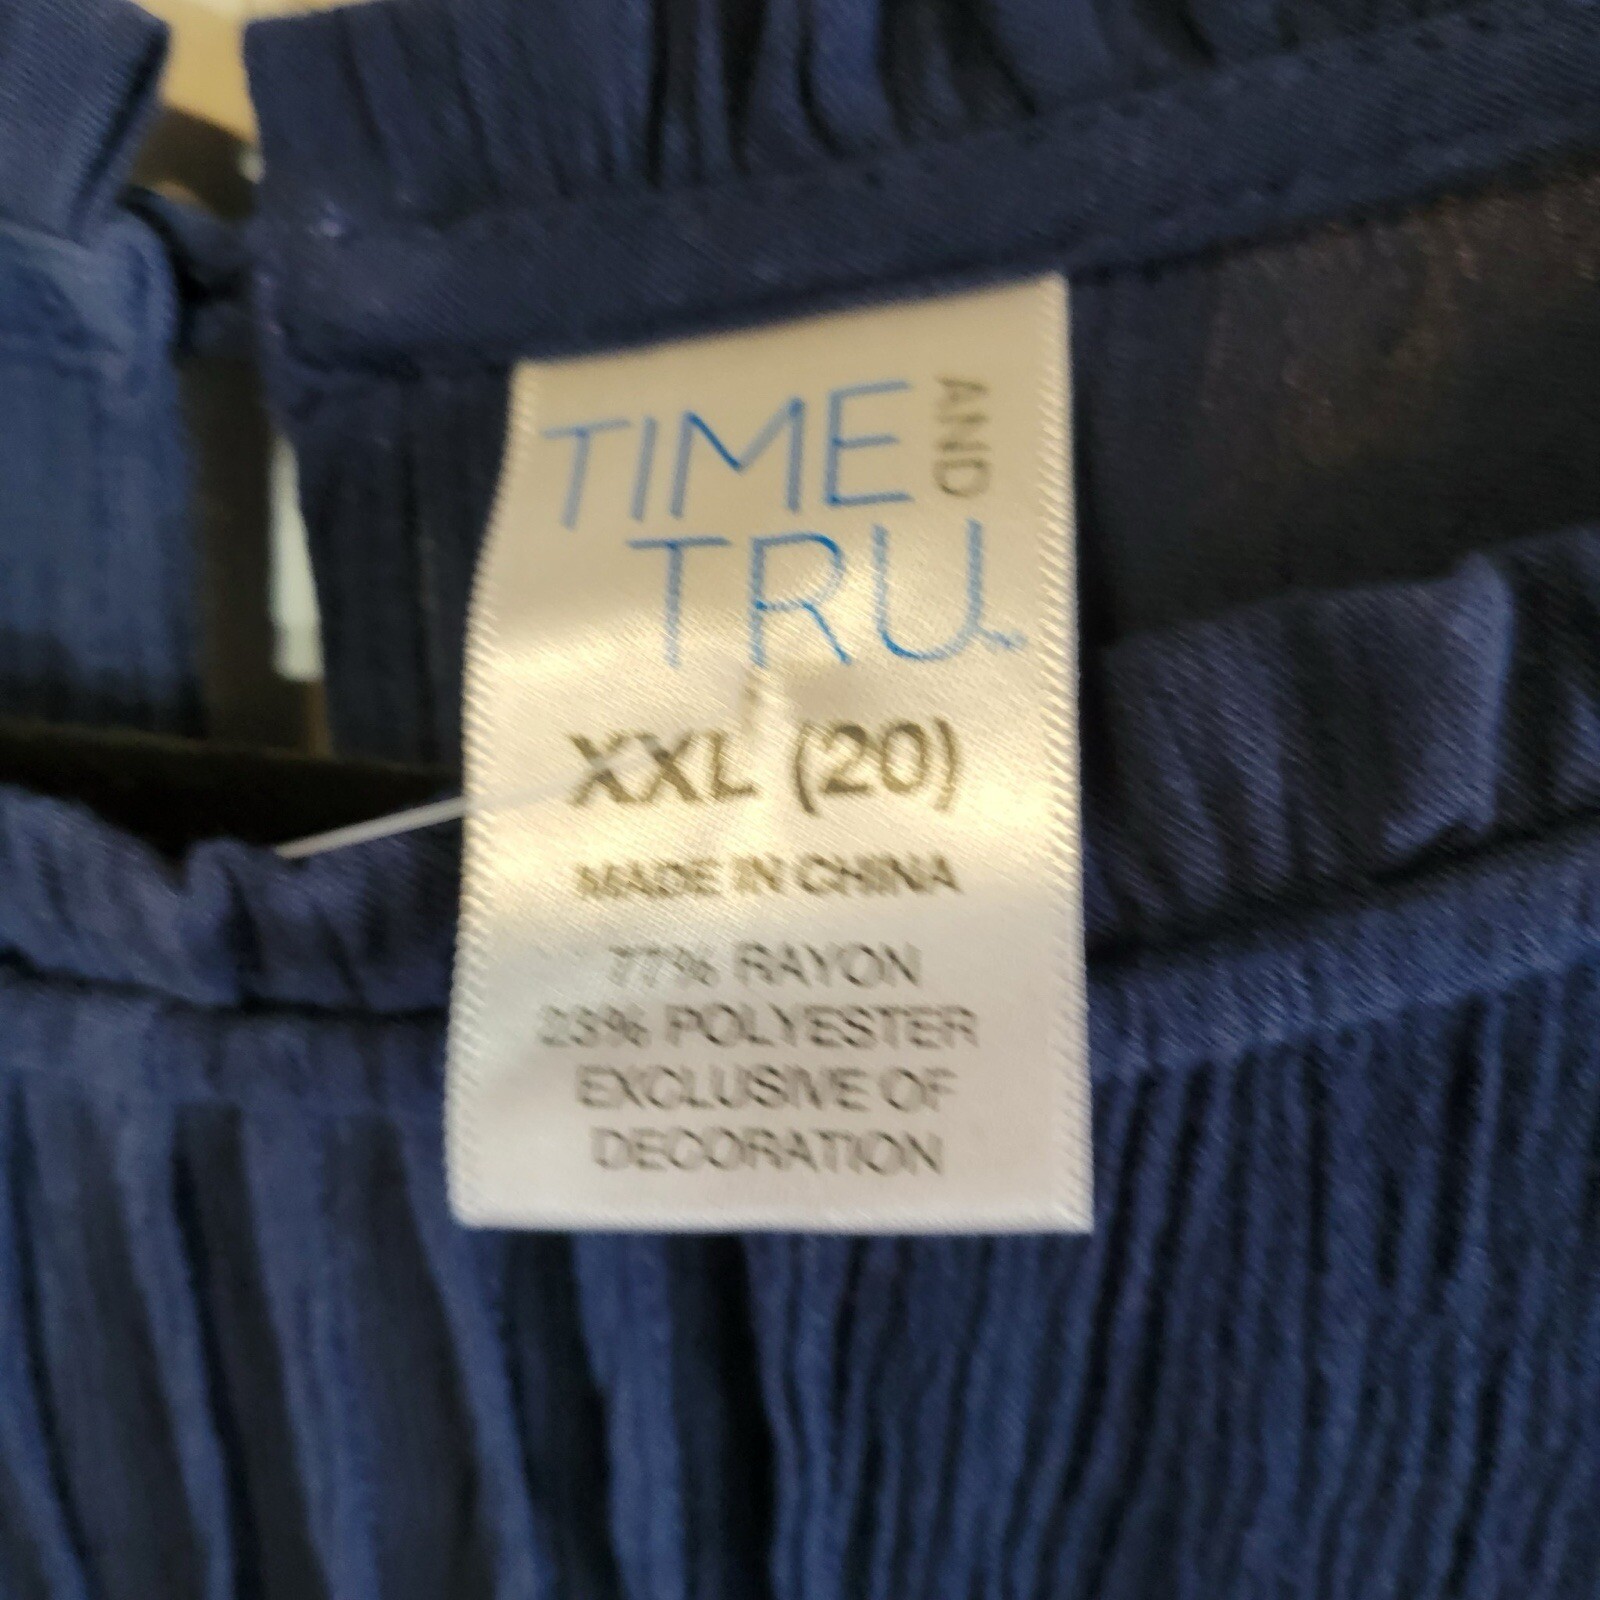 TIME AND
TRU
XXL (20)
MADE IN CHINA
77% RAYON
23% POLYESTER
EXCLUSIVE OF
DECORATION